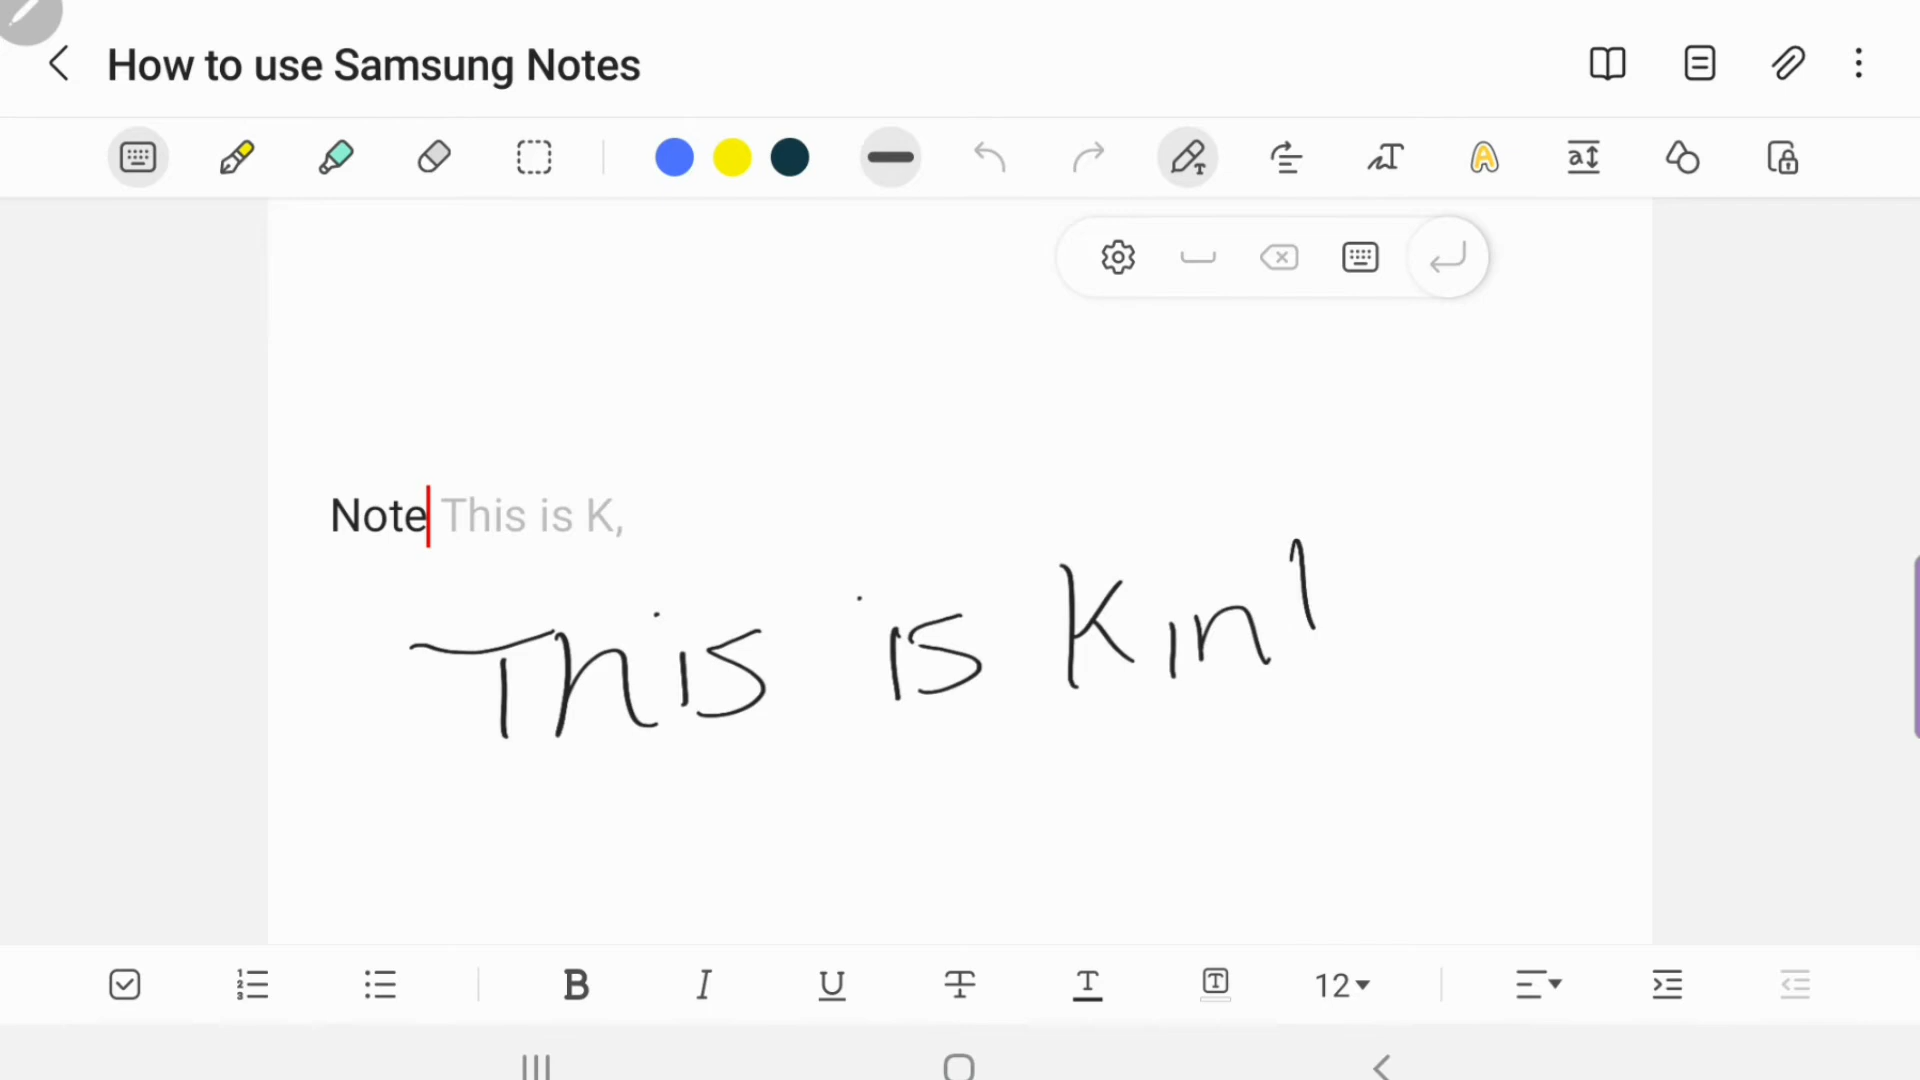 How to use Samsung Notes
Note This is K,
This is Kin
12